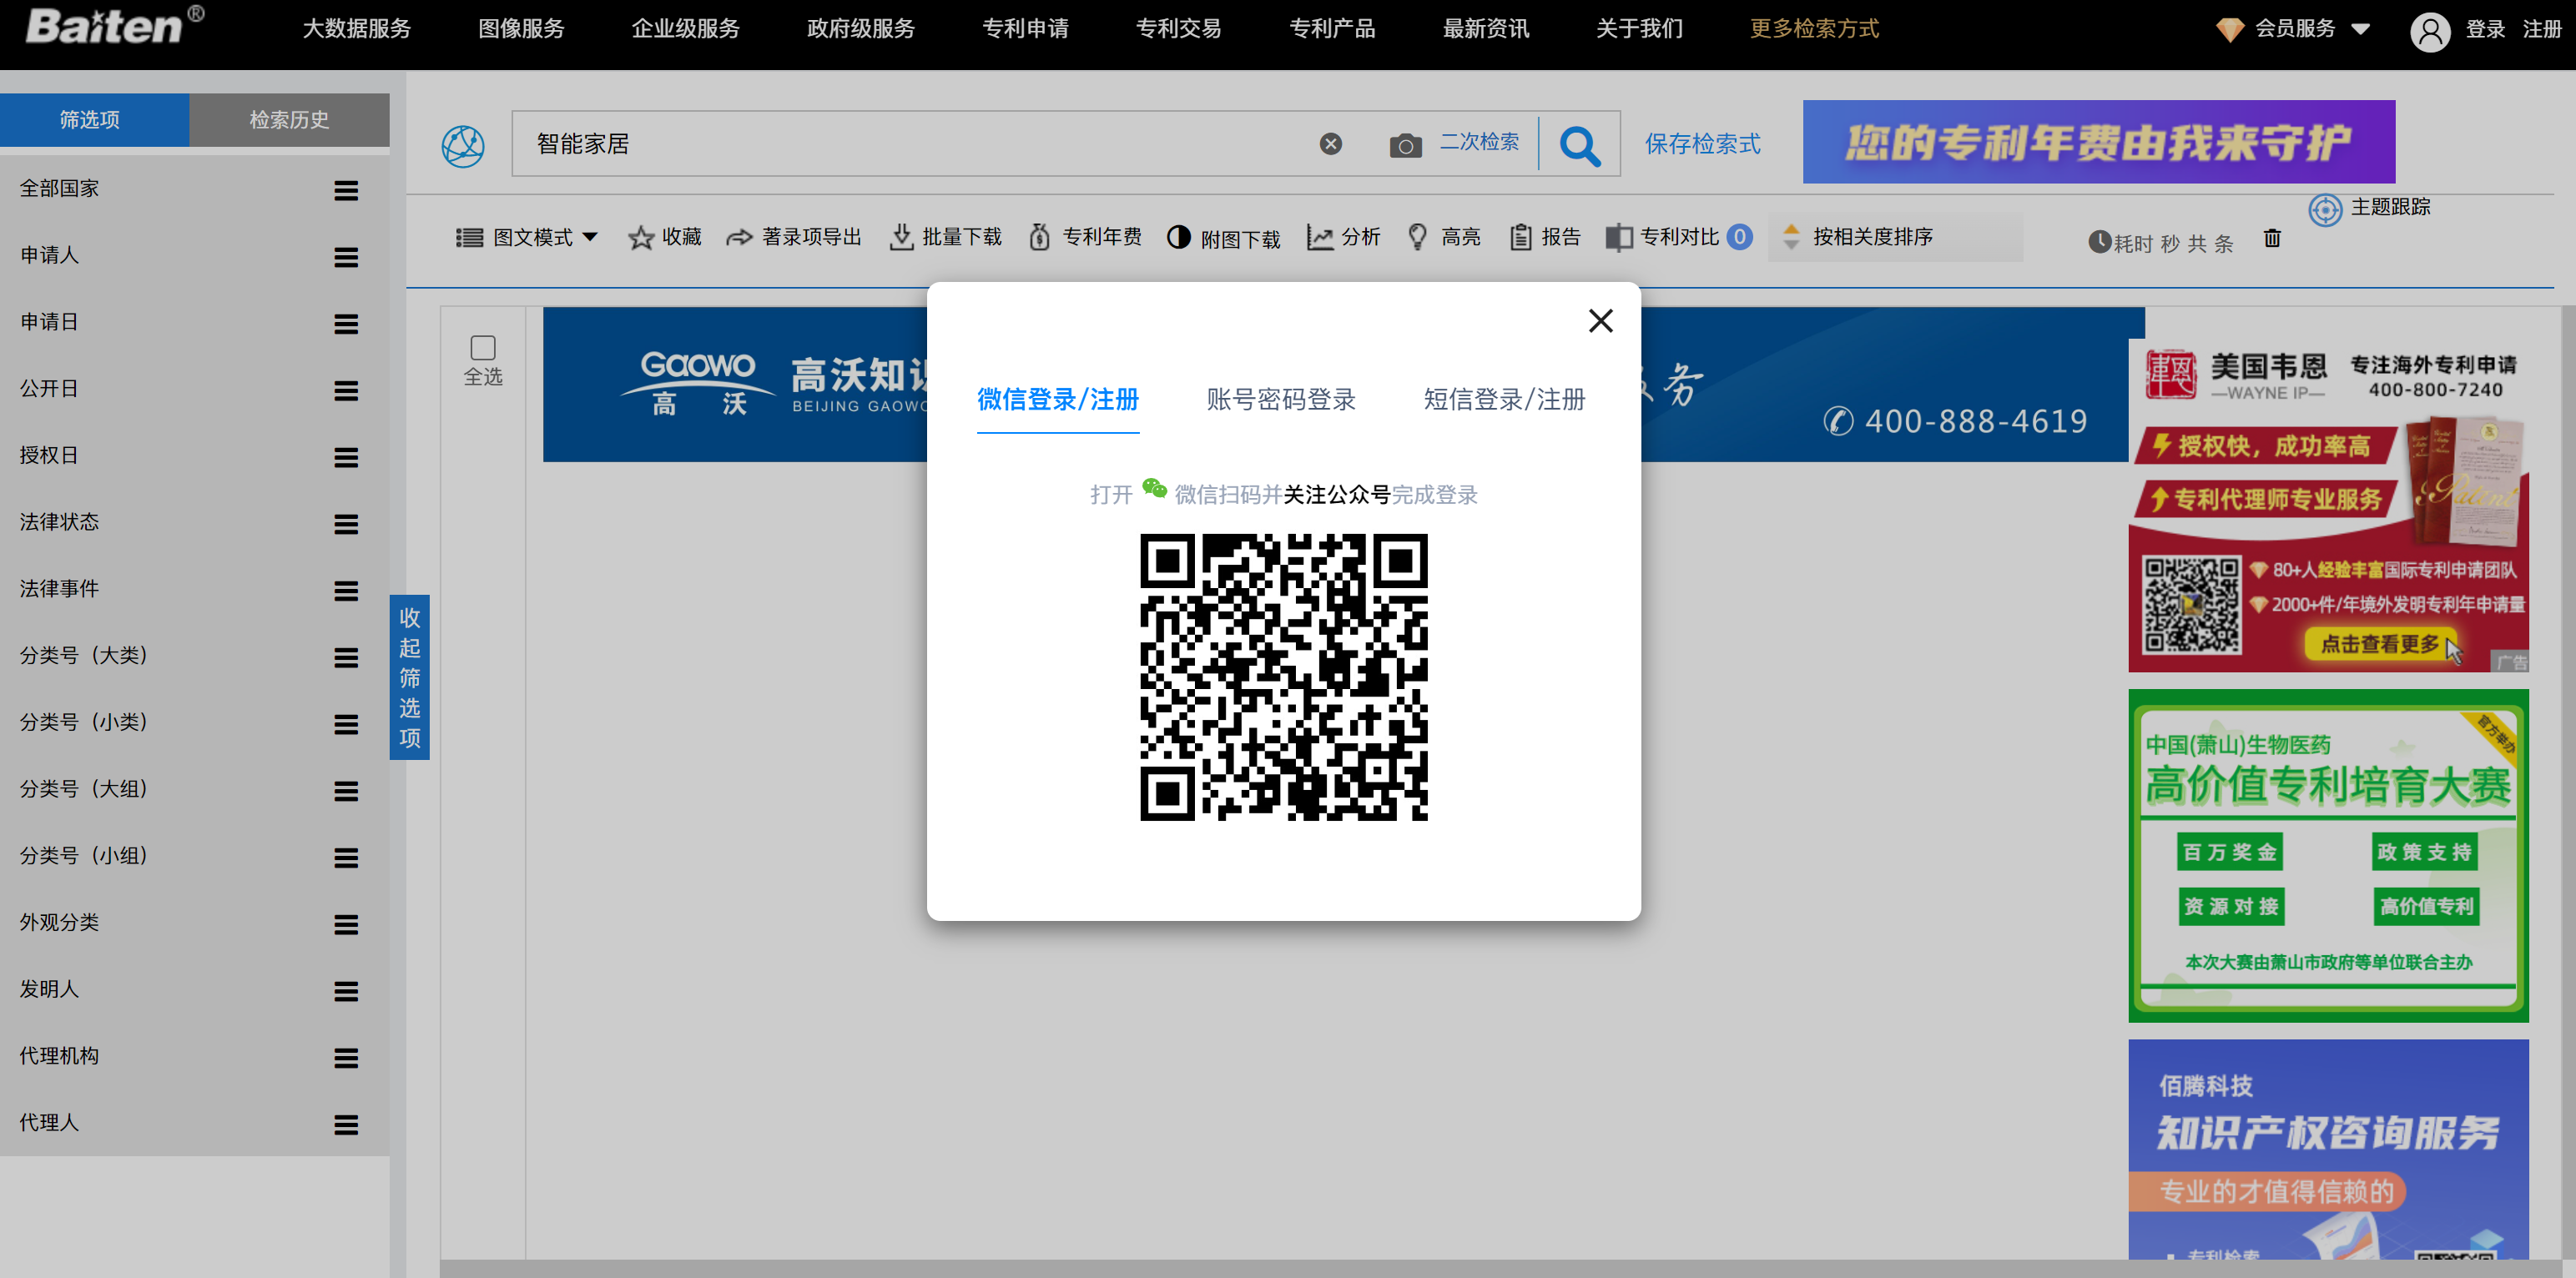 Baiten®
大数据服务 图像服务 企业级服务 政府级服务 专利申请 专利交易 专利产品 最新资讯 关于我们 更多检索方式 会员服务 登录 注册
筛选项 检索历史
智能家居 二次检索 保存检索式
您的专利年费由我来守护
主题跟踪
图文模式 收藏 著录项导出 批量下载 专利年费 附图下载 分析 高亮 报告 专利对比 0 按相关度排序 耗时 秒 共 条
全部国家
申请人
申请日
公开日
授权日
法律状态
法律事件
分类号（大类）
分类号（小类）
分类号（大组）
分类号（小组）
外观分类
发明人
代理机构
代理人
收起筛选项
全选
Gaowo
高 沃
高沃知
BEIJING GAOWO
务
400-888-4619
微信登录/注册 账号密码登录 短信登录/注册
打开 微信扫码并关注公众号完成登录
美国韦恩
—WAYNE IP—
专注海外专利申请
400-800-7240
授权快，成功率高
专利代理师专业服务
Patent
80+人经验丰富国际专利申请团队
2000+件/年境外发明专利年申请量
点击查看更多
广告
官方举办
中国(萧山)生物医药
高价值专利培育大赛
百万奖金 政策支持
资源对接 高价值专利
本次大赛由萧山市政府等单位联合主办
佰腾科技
知识产权咨询服务
专业的才值得信赖的
专利检索